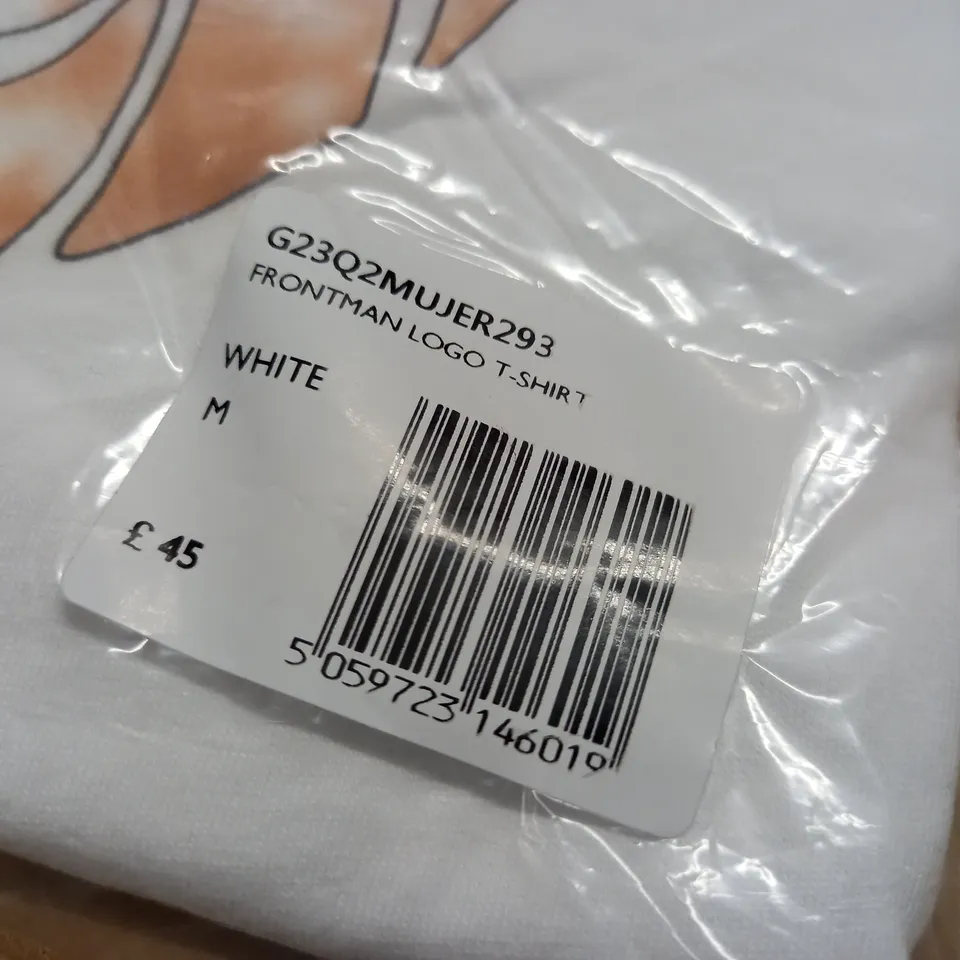 G23Q2MUJER293
FRONTMAN LOGO T-SHIRT
WHITE
M
£ 45
5 059723 146019